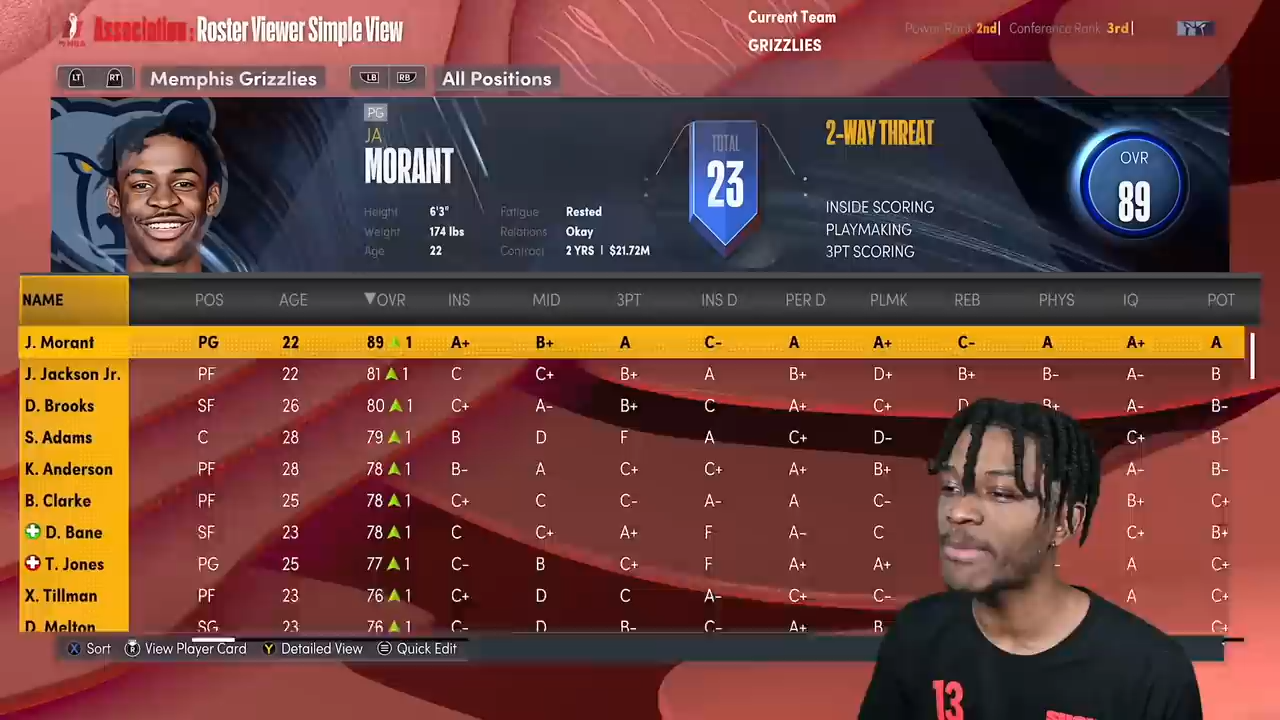 Association: Roster Viewer Simple View
Current Team
GRIZZLIES
Power Rank 2nd| Conference Rank 3rd|
LT RT Memphis Grizzlies LB RB All Positions
PG
JA
MORANT
Height 6'3" Fatigue Rested
Weight 174 lbs Relations Okay
Age 22 Contract 2 YRS | $21.72M
TOTAL
23
2-WAY THREAT
INSIDE SCORING
PLAYMAKING
3PT SCORING
OVR
89
NAME POS AGE ▼OVR INS MID 3PT INS D PER D PLMK REB PHYS IQ POT
J. Morant PG 22 89 ▲ 1 A+ B+ A C- A A+ C- A A+ A
J. Jackson Jr. PF 22 81 ▲ 1 C C+ B+ A B+ D+ B+ B- A- B
D. Brooks SF 26 80 ▲ 1 C+ A- B+ C A+ C+ D B+ A- B-
S. Adams C 28 79 ▲ 1 B D F A C+ D- C+ B-
K. Anderson PF 28 78 ▲ 1 B- A C+ C+ A+ B+ A- B-
B. Clarke PF 25 78 ▲ 1 C+ C C- A- A C- B+ C+
D. Bane SF 23 78 ▲ 1 C C+ A+ F A- C C+ B+
T. Jones PG 25 77 ▲ 1 C- B C+ F A+ A+ A C+
X. Tillman PF 23 76 ▲ 1 C+ D C A- C+ C- A C+
D. Melton SG 23 76 ▲ 1 C- D B- C- A+ B C+
X Sort R View Player Card Y Detailed View Quick Edit
13